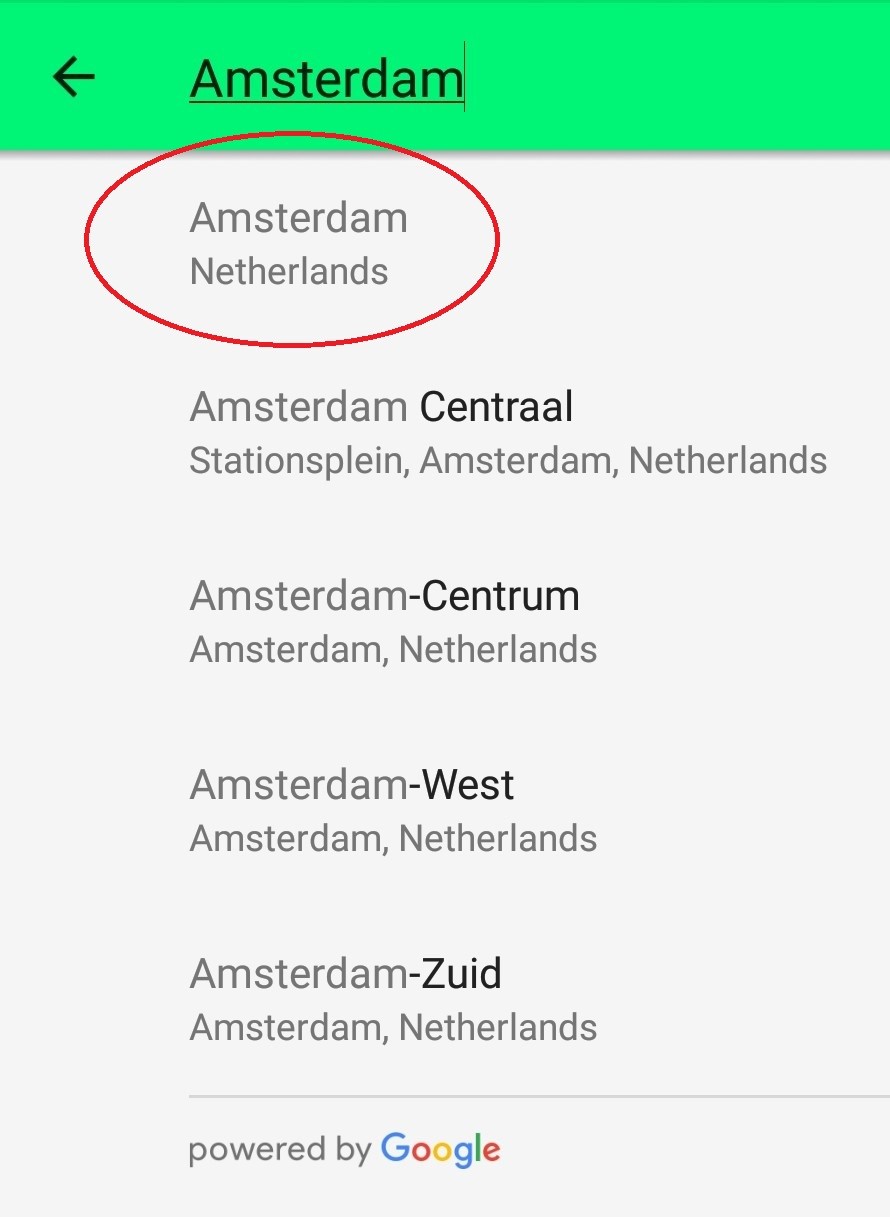 Amsterdam
Amsterdam
Netherlands
Amsterdam Centraal
Stationsplein, Amsterdam, Netherlands
Amsterdam-Centrum
Amsterdam, Netherlands
Amsterdam-West
Amsterdam, Netherlands
Amsterdam-Zuid
Amsterdam, Netherlands
powered by Google